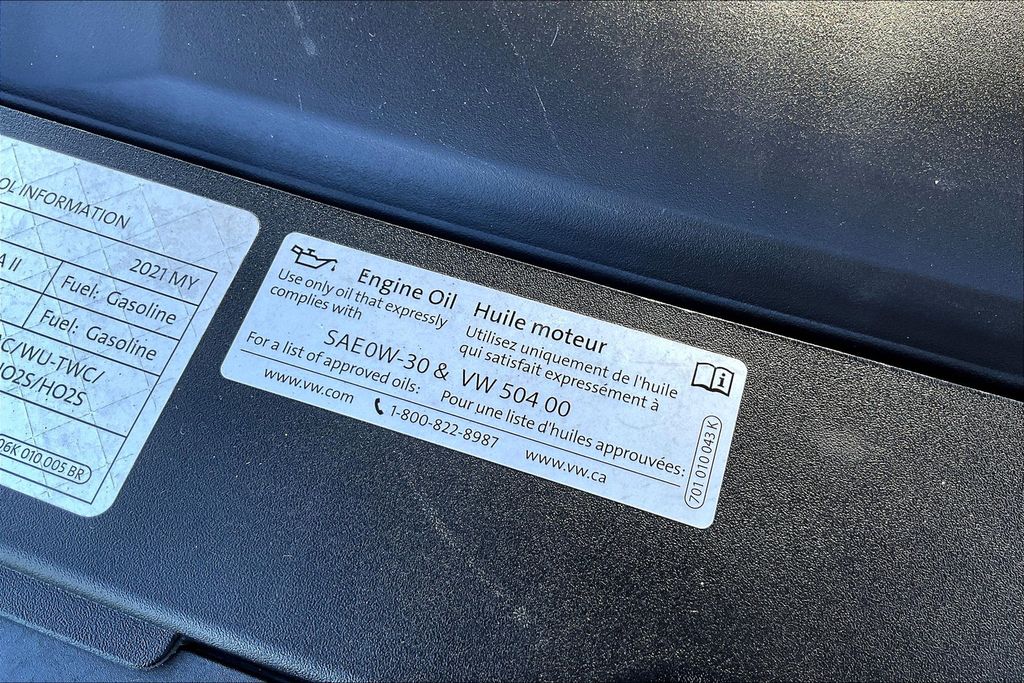 OL INFORMATION
2021 MY
A II
Fuel: Gasoline
Fuel: Gasoline
C/WU-TWC/
HO2S/HO2S
06K 010.005 BR
Engine Oil
Use only oil that expressly
complies with
Huile moteur
Utilisez uniquement de l'huile
qui satisfait expressément à
SAE0W-30 & VW 504 00
For a list of approved oils:
Pour une liste d'huiles approuvées:
www.vw.com
1-800-822-8987
www.vw.ca
701 010 043 K